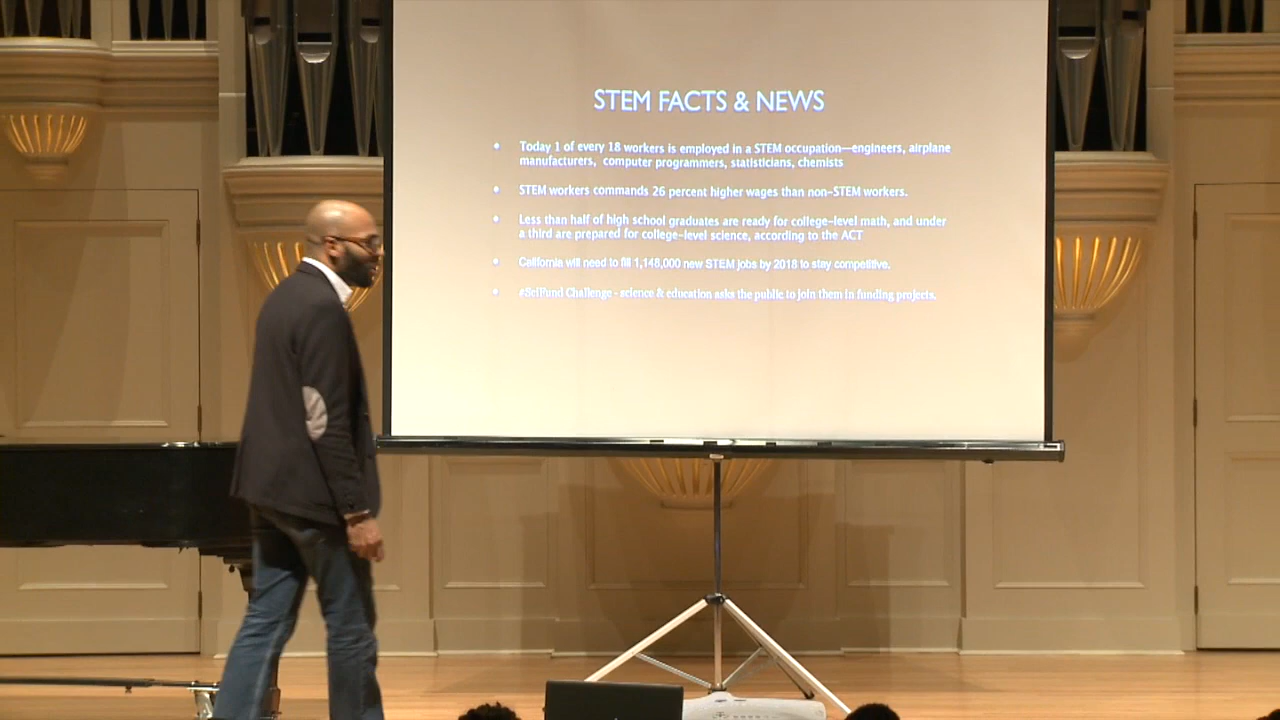 STEM FACTS & NEWS
• Today 1 of every 18 workers is employed in a STEM occupation—engineers, airplane
manufacturers, computer programmers, statisticians, chemists
• STEM workers commands 26 percent higher wages than non-STEM workers.
• Less than half of high school graduates are ready for college-level math, and under
a third are prepared for college-level science, according to the ACT
• California will need to fill 1,148,000 new STEM jobs by 2018 to stay competitive.
• #SciFund Challenge - science & education asks the public to join them in funding projects.